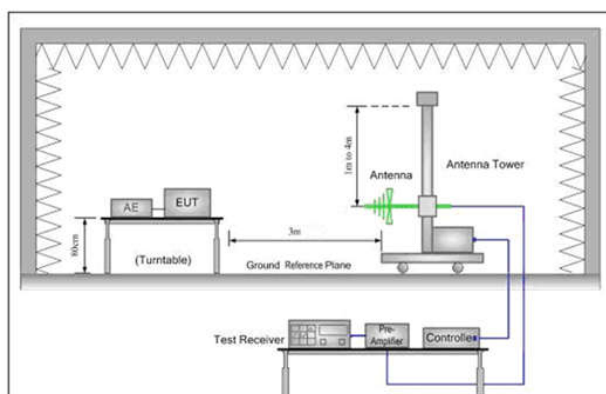 1m to 4m
Antenna
Antenna Tower
AE
EUT
80cm
(Turntable)
3m
Ground Reference Plane
Test Receiver
Pre-
Amplifier
Controller